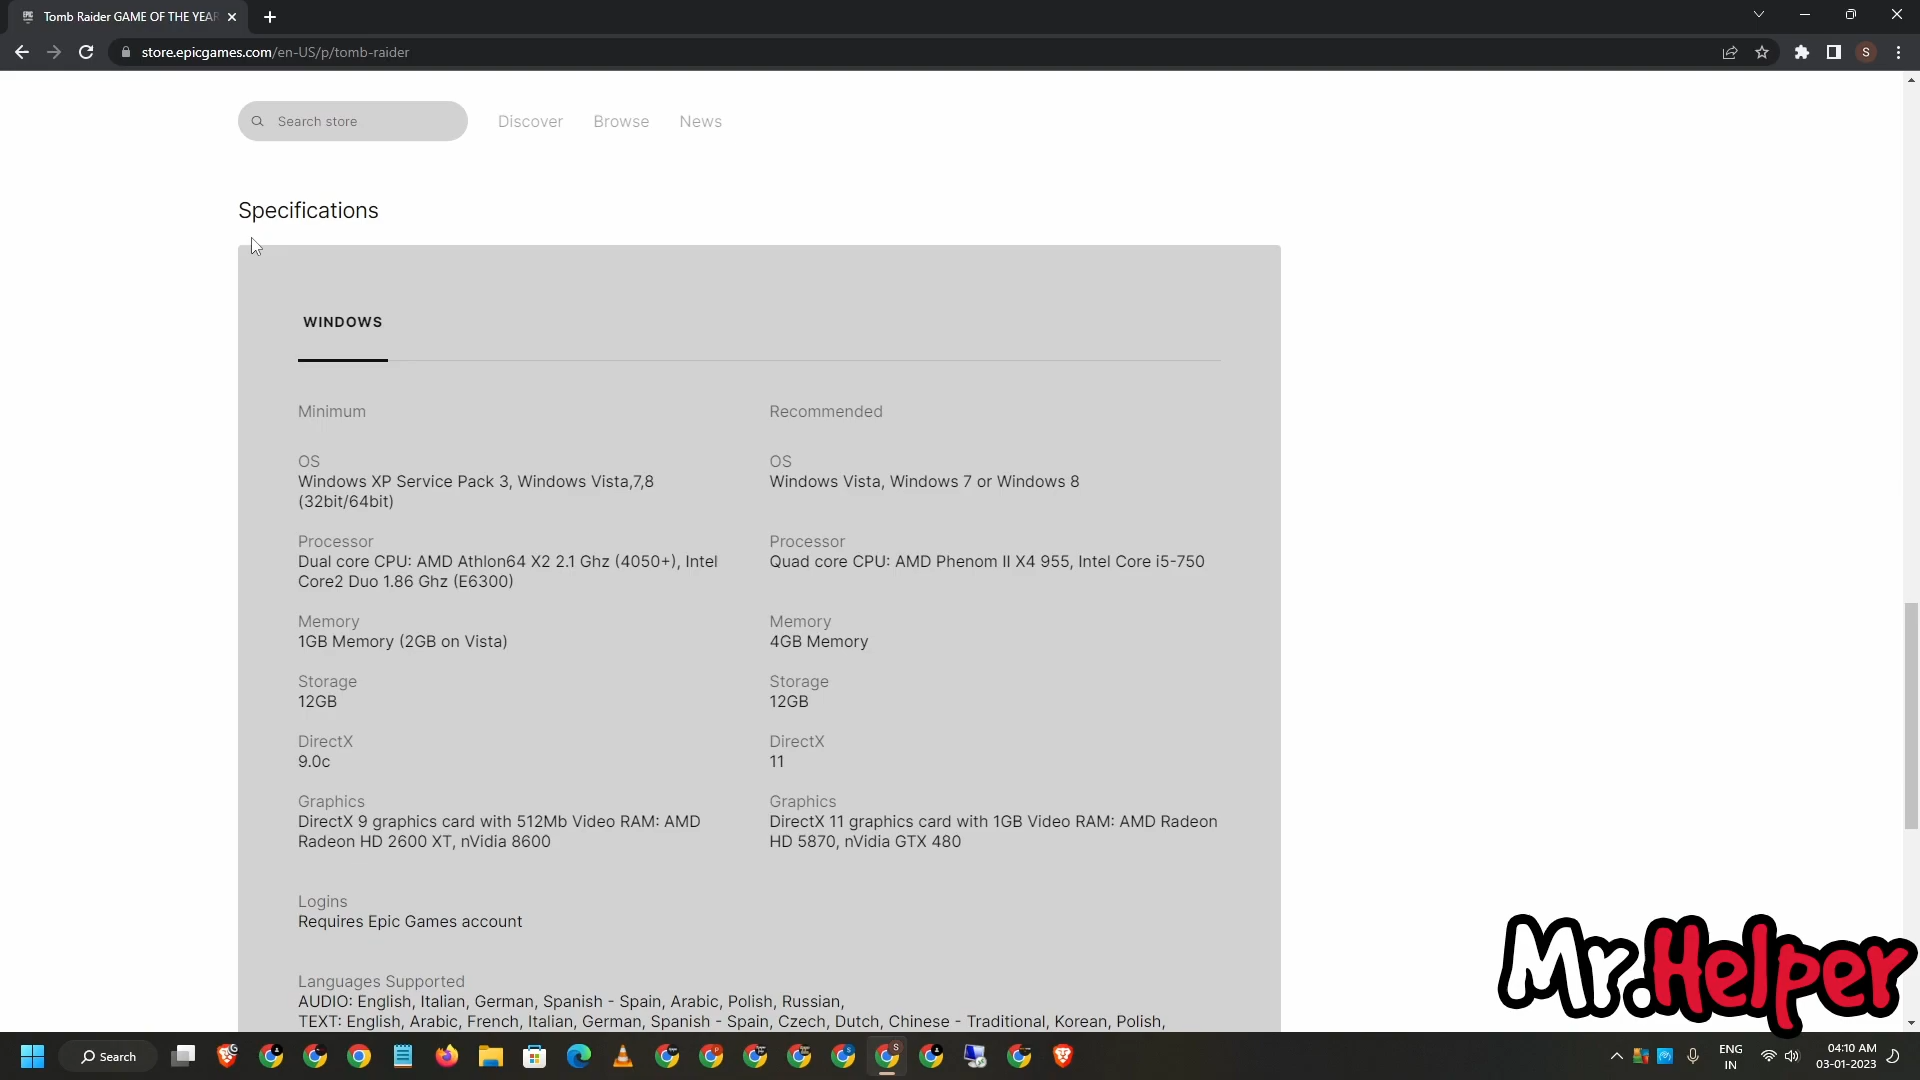 Tomb Raider GAME OF THE YEAR
store.epicgames.com/en-US/p/tomb-raider
S
Search store
Discover
Browse
News
Specifications
WINDOWS
Minimum
Recommended
OS
OS
Windows XP Service Pack 3, Windows Vista,7,8
Windows Vista, Windows 7 or Windows 8
(32bit/64bit)
Processor
Processor
Dual core CPU: AMD Athlon64 X2 2.1 Ghz (4050+), Intel
Quad core CPU: AMD Phenom II X4 955, Intel Core i5-750
Core2 Duo 1.86 Ghz (E6300)
Memory
Memory
1GB Memory (2GB on Vista)
4GB Memory
Storage
Storage
12GB
12GB
DirectX
DirectX
9.0c
11
Graphics
Graphics
DirectX 9 graphics card with 512Mb Video RAM: AMD
DirectX 11 graphics card with 1GB Video RAM: AMD Radeon
Radeon HD 2600 XT, nVidia 8600
HD 5870, nVidia GTX 480
Logins
Requires Epic Games account
Languages Supported
AUDIO: English, Italian, German, Spanish - Spain, Arabic, Polish, Russian,
TEXT: English, Arabic, French, Italian, German, Spanish - Spain, Czech, Dutch, Chinese - Traditional, Korean, Polish,
Mr.Helper
Search
ENG
IN
04:10 AM
03-01-2023